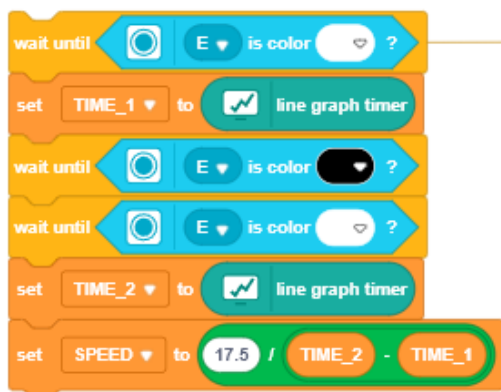 wait until E is color ?
set TIME_1 to line graph timer
wait until E is color ?
wait until E is color ?
set TIME_2 to line graph timer
set SPEED to 17.5 / TIME_2 - TIME_1